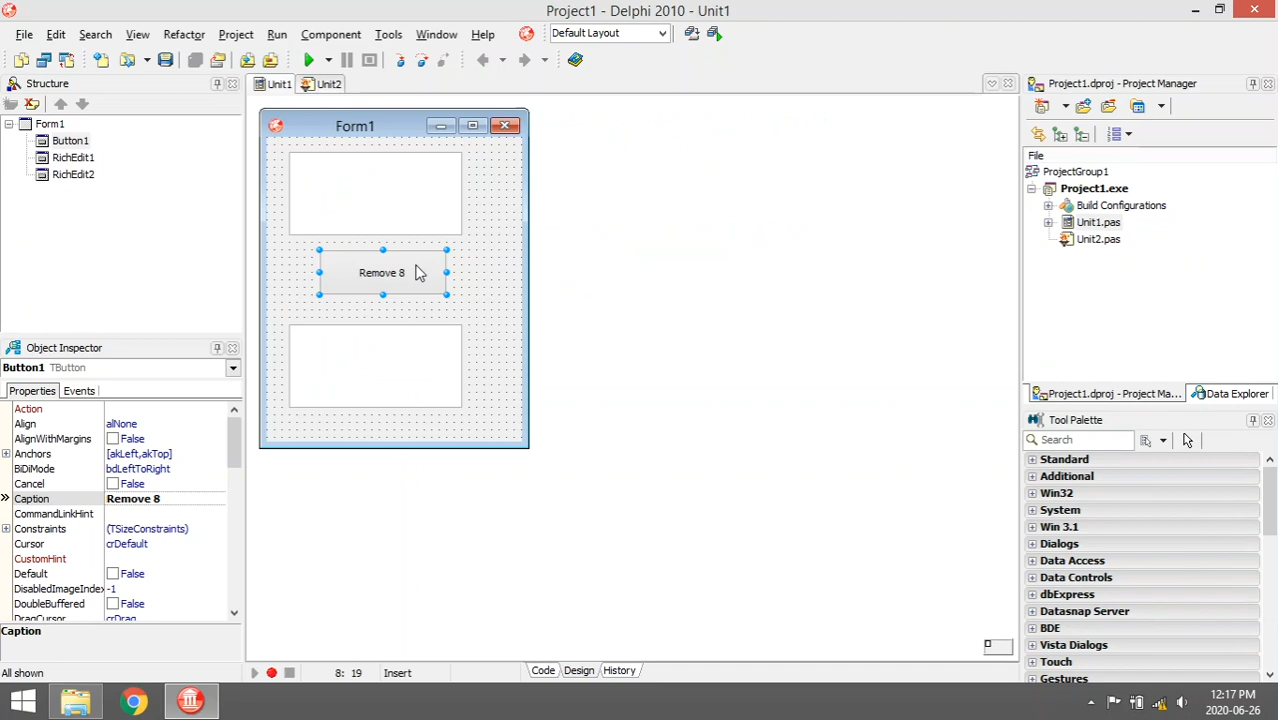 Project1 - Delphi 2010 - Unit1
File Edit Search View Refactor Project Run Component Tools Window Help Default Layout
Structure
Unit1 Unit2
Project1.dproj - Project Manager
Form1
Button1
RichEdit1
RichEdit2
Form1
Remove 8
File
ProjectGroup1
Project1.exe
Build Configurations
Unit1.pas
Unit2.pas
Object Inspector
Button1 TButton
Properties Events
Action
Align alNone
AlignWithMargins False
Anchors [akLeft,akTop]
BiDiMode bdLeftToRight
Cancel False
Caption Remove 8
CommandLinkHint
Constraints (TSizeConstraints)
Cursor crDefault
CustomHint
Default False
DisabledImageIndex -1
DoubleBuffered False
DragCursor crDrag
Caption
All shown
Project1.dproj - Project Ma... Data Explorer
Tool Palette
Search
Standard
Additional
Win32
System
Win 3.1
Dialogs
Data Access
Data Controls
dbExpress
Datasnap Server
BDE
Vista Dialogs
Touch
Gestures
8: 19 Insert
Code Design History
12:17 PM
2020-06-26